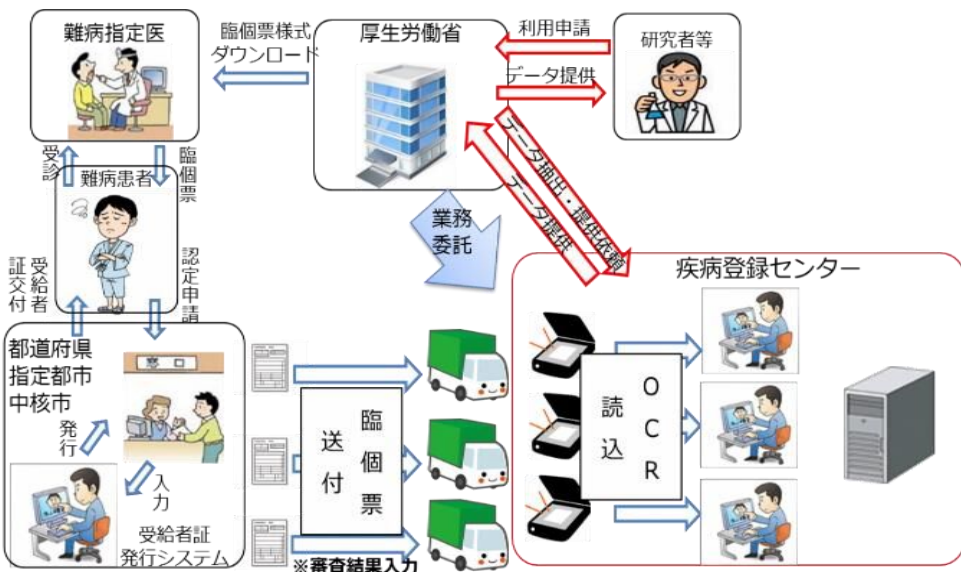 難病指定医
臨個票様式
ダウンロード
厚生労働省
利用申請
データ提供
研究者等
受診
臨個票
難病患者
データ抽出・提供依頼
データ提供
業務
委託
受給者
証交付
認定申請
疾病登録センター
都道府県
指定都市
中核市
窓口
発行
入力
受給者証
発行システム
臨個票
送付
※審査結果入力
OCR
読込